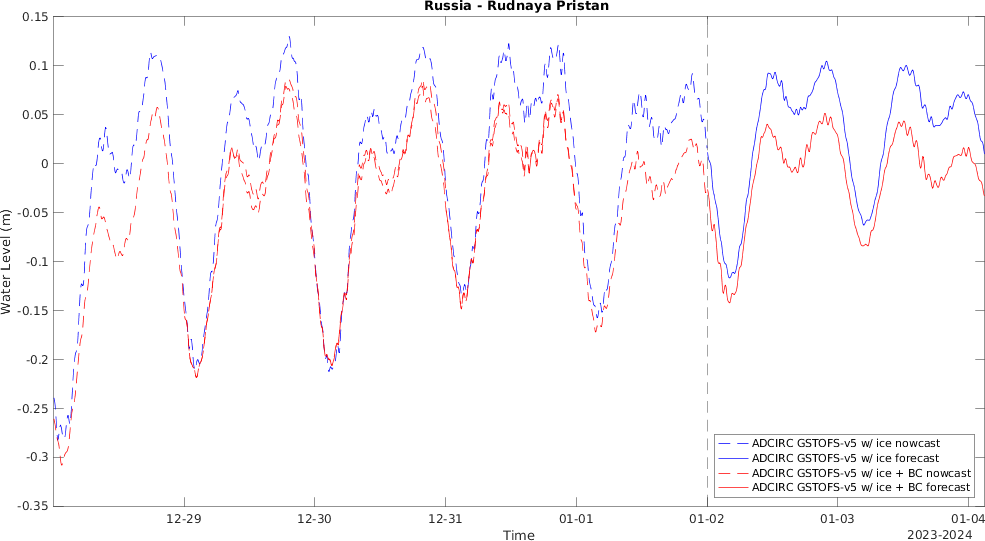 Russia - Rudnaya Pristan
0.15
0.1
0.05
0
-0.05
-0.1
-0.15
-0.2
-0.25
-0.3
-0.35
Water Level (m)
12-29
12-30
12-31
01-01
01-02
01-03
01-04
Time
2023-2024
ADCIRC GSTOFS-v5 w/ ice nowcast
ADCIRC GSTOFS-v5 w/ ice forecast
ADCIRC GSTOFS-v5 w/ ice + BC nowcast
ADCIRC GSTOFS-v5 w/ ice + BC forecast